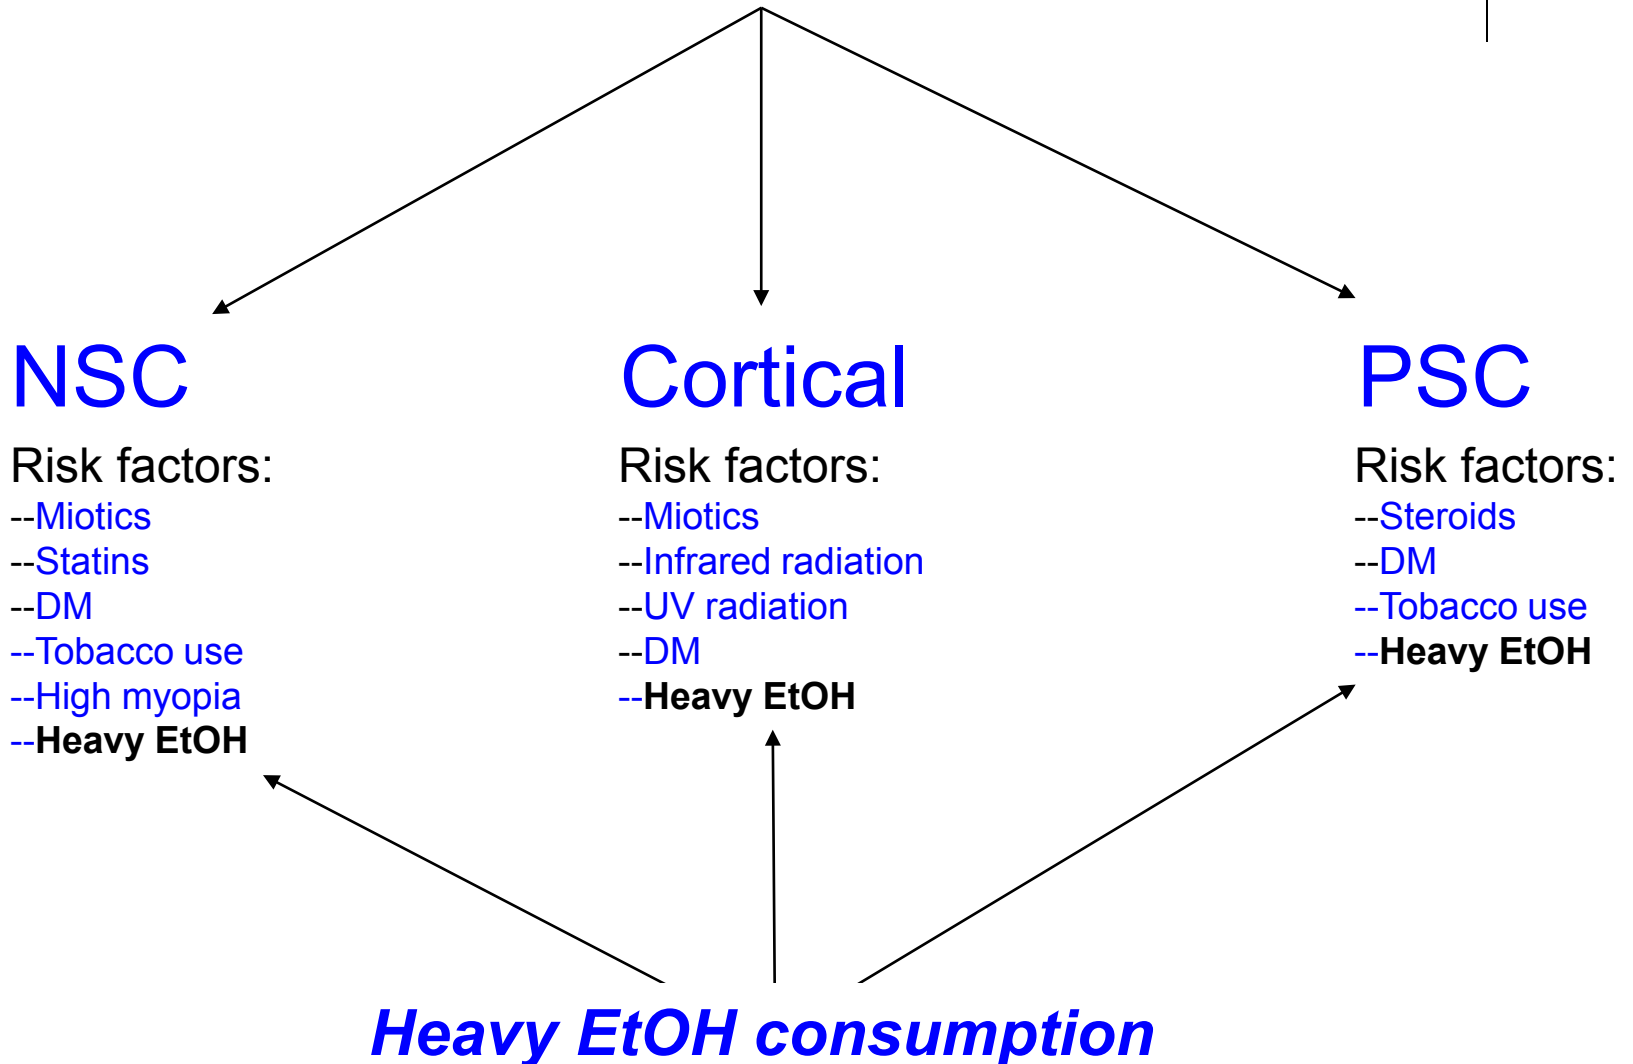 NSC
Risk factors:
--Miotics
--Statins
--DM
--Tobacco use
--High myopia
--Heavy EtOH
Cortical
Risk factors:
--Miotics
--Infrared radiation
--UV radiation
--DM
--Heavy EtOH
PSC
Risk factors:
--Steroids
--DM
--Tobacco use
--Heavy EtOH
Heavy EtOH consumption